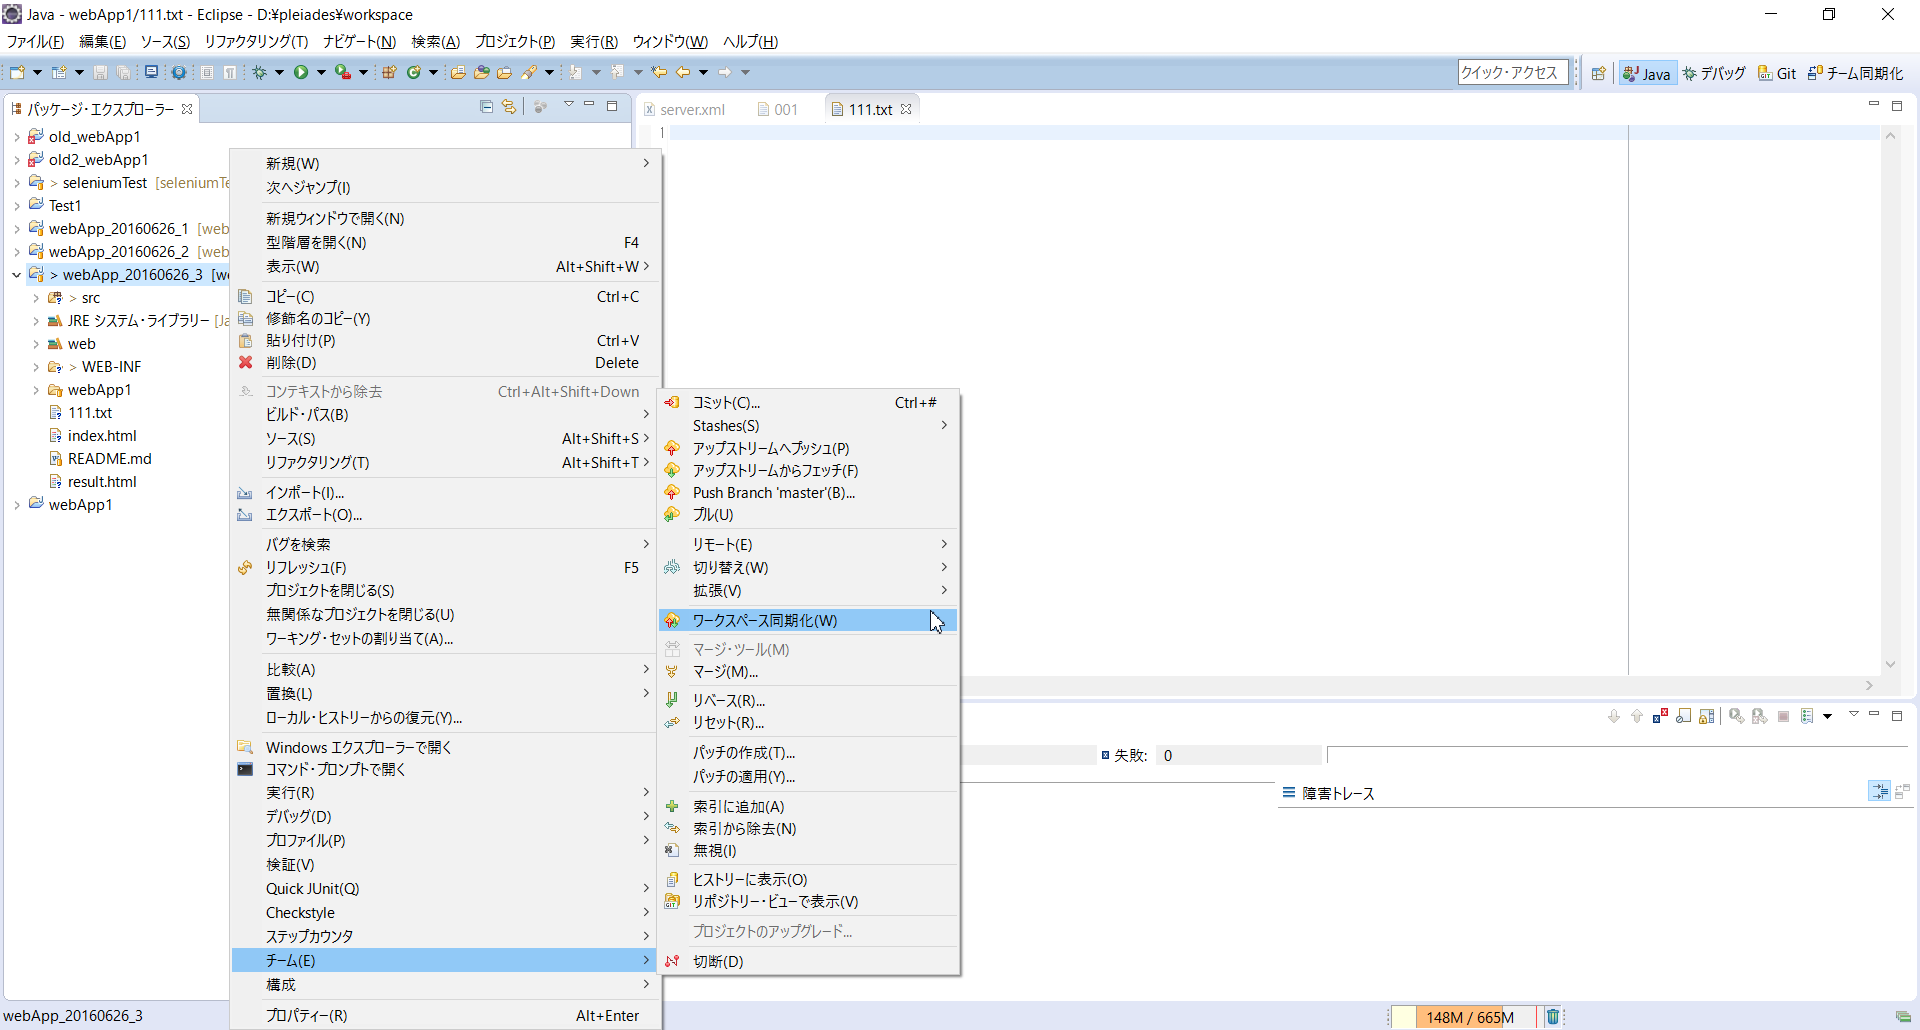 Java - webApp1/111.txt - Eclipse - D:¥pleiades¥workspace
ファイル(F) 編集(E) ソース(S) リファクタリング(T) ナビゲート(N) 検索(A) プロジェクト(P) 実行(R) ウィンドウ(W) ヘルプ(H)
クイック・アクセス Java デバッグ Git チーム同期化
パッケージ・エクスプローラー
old_webApp1
old2_webApp1
> seleniumTest [seleniumTe
Test1
webApp_20160626_1 [web
webApp_20160626_2 [web
> webApp_20160626_3 [we
> src
JRE システム・ライブラリー [Ja
web
> WEB-INF
webApp1
111.txt
index.html
README.md
result.html
webApp1
server.xml 001 111.txt
1
新規(W)
次へジャンプ(I)
新規ウィンドウで開く(N)
型階層を開く(N) F4
表示(W) Alt+Shift+W
コピー(C) Ctrl+C
修飾名のコピー(Y)
貼り付け(P) Ctrl+V
削除(D) Delete
コンテキストから除去 Ctrl+Alt+Shift+Down
ビルド・パス(B)
ソース(S) Alt+Shift+S
リファクタリング(T) Alt+Shift+T
インポート(I)...
エクスポート(O)...
バグを検索
リフレッシュ(F) F5
プロジェクトを閉じる(S)
無関係なプロジェクトを閉じる(U)
ワーキング・セットの割り当て(A)...
比較(A)
置換(L)
ローカル・ヒストリーからの復元(Y)...
Windows エクスプローラーで開く
コマンド・プロンプトで開く
実行(R)
デバッグ(D)
プロファイル(P)
検証(V)
Quick JUnit(Q)
Checkstyle
ステップカウンタ
チーム(E)
構成
プロパティー(R) Alt+Enter
コミット(C)... Ctrl+#
Stashes(S)
アップストリームへプッシュ(P)
アップストリームからフェッチ(F)
Push Branch 'master'(B)...
プル(U)
リモート(E)
切り替え(W)
拡張(V)
ワークスペース同期化(W)
マージ・ツール(M)
マージ(M)...
リベース(R)...
リセット(R)...
パッチの作成(T)...
パッチの適用(Y)...
索引に追加(A)
索引から除去(N)
無視(I)
ヒストリーに表示(O)
リポジトリー・ビューで表示(V)
プロジェクトのアップグレード...
切断(D)
失敗: 0
障害トレース
webApp_20160626_3
148M / 665M